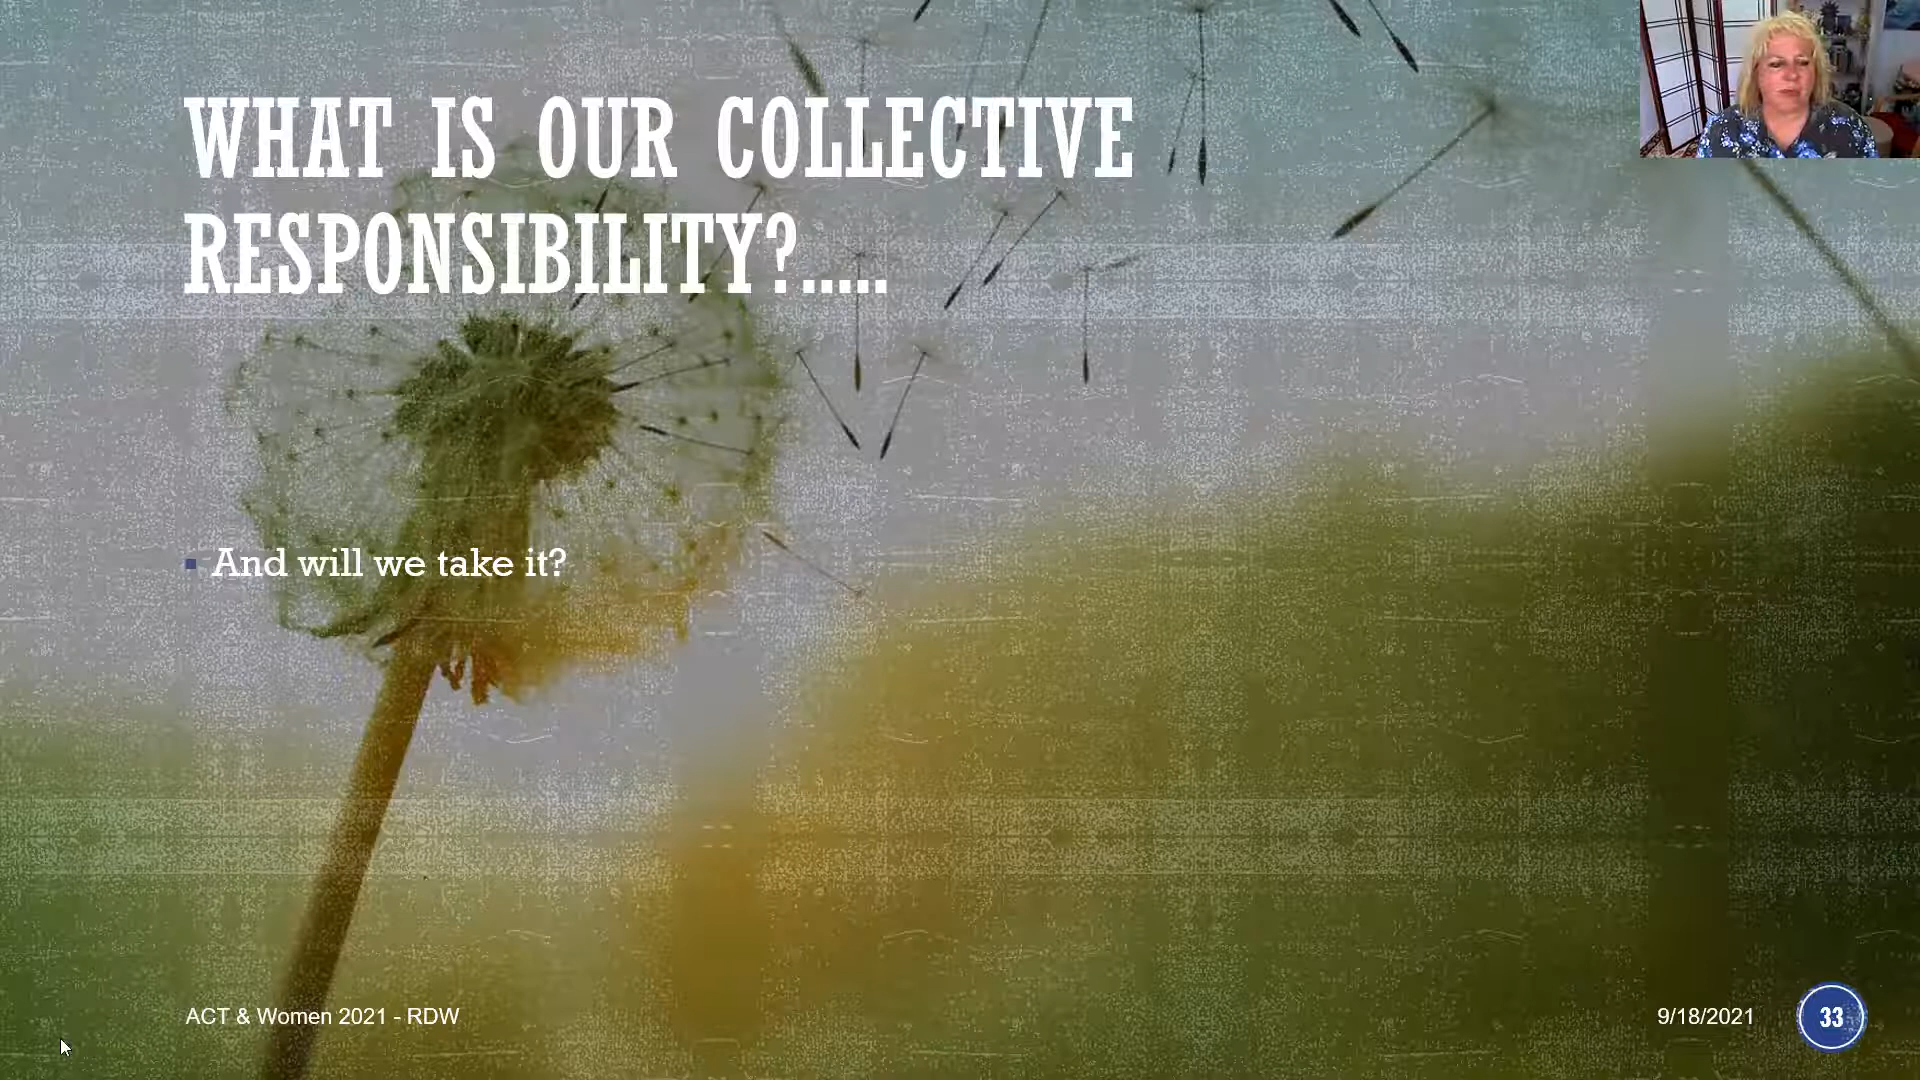 WHAT IS OUR COLLECTIVE
RESPONSIBILITY?.....
And will we take it?
ACT & Women 2021 - RDW
9/18/2021
33